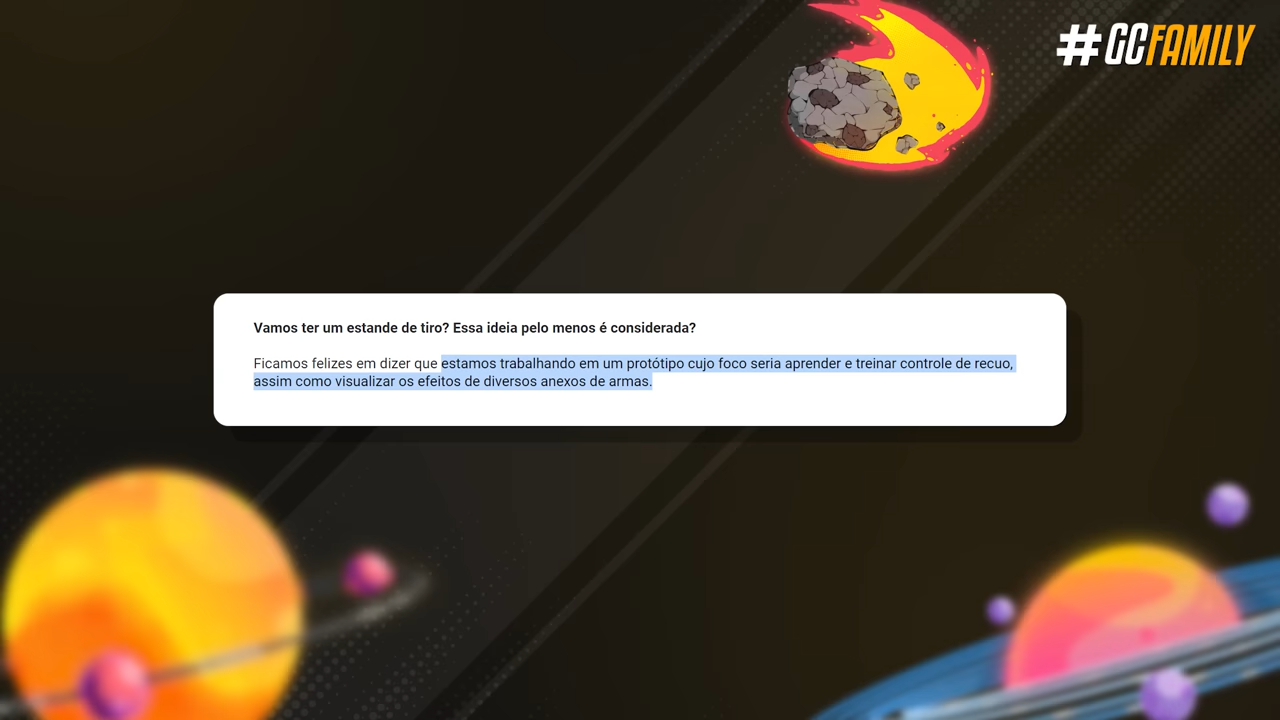 #GCFAMILY
Vamos ter um estande de tiro? Essa ideia pelo menos é considerada?
Ficamos felizes em dizer que estamos trabalhando em um protótipo cujo foco seria aprender e treinar controle de recuo,
assim como visualizar os efeitos de diversos anexos de armas.